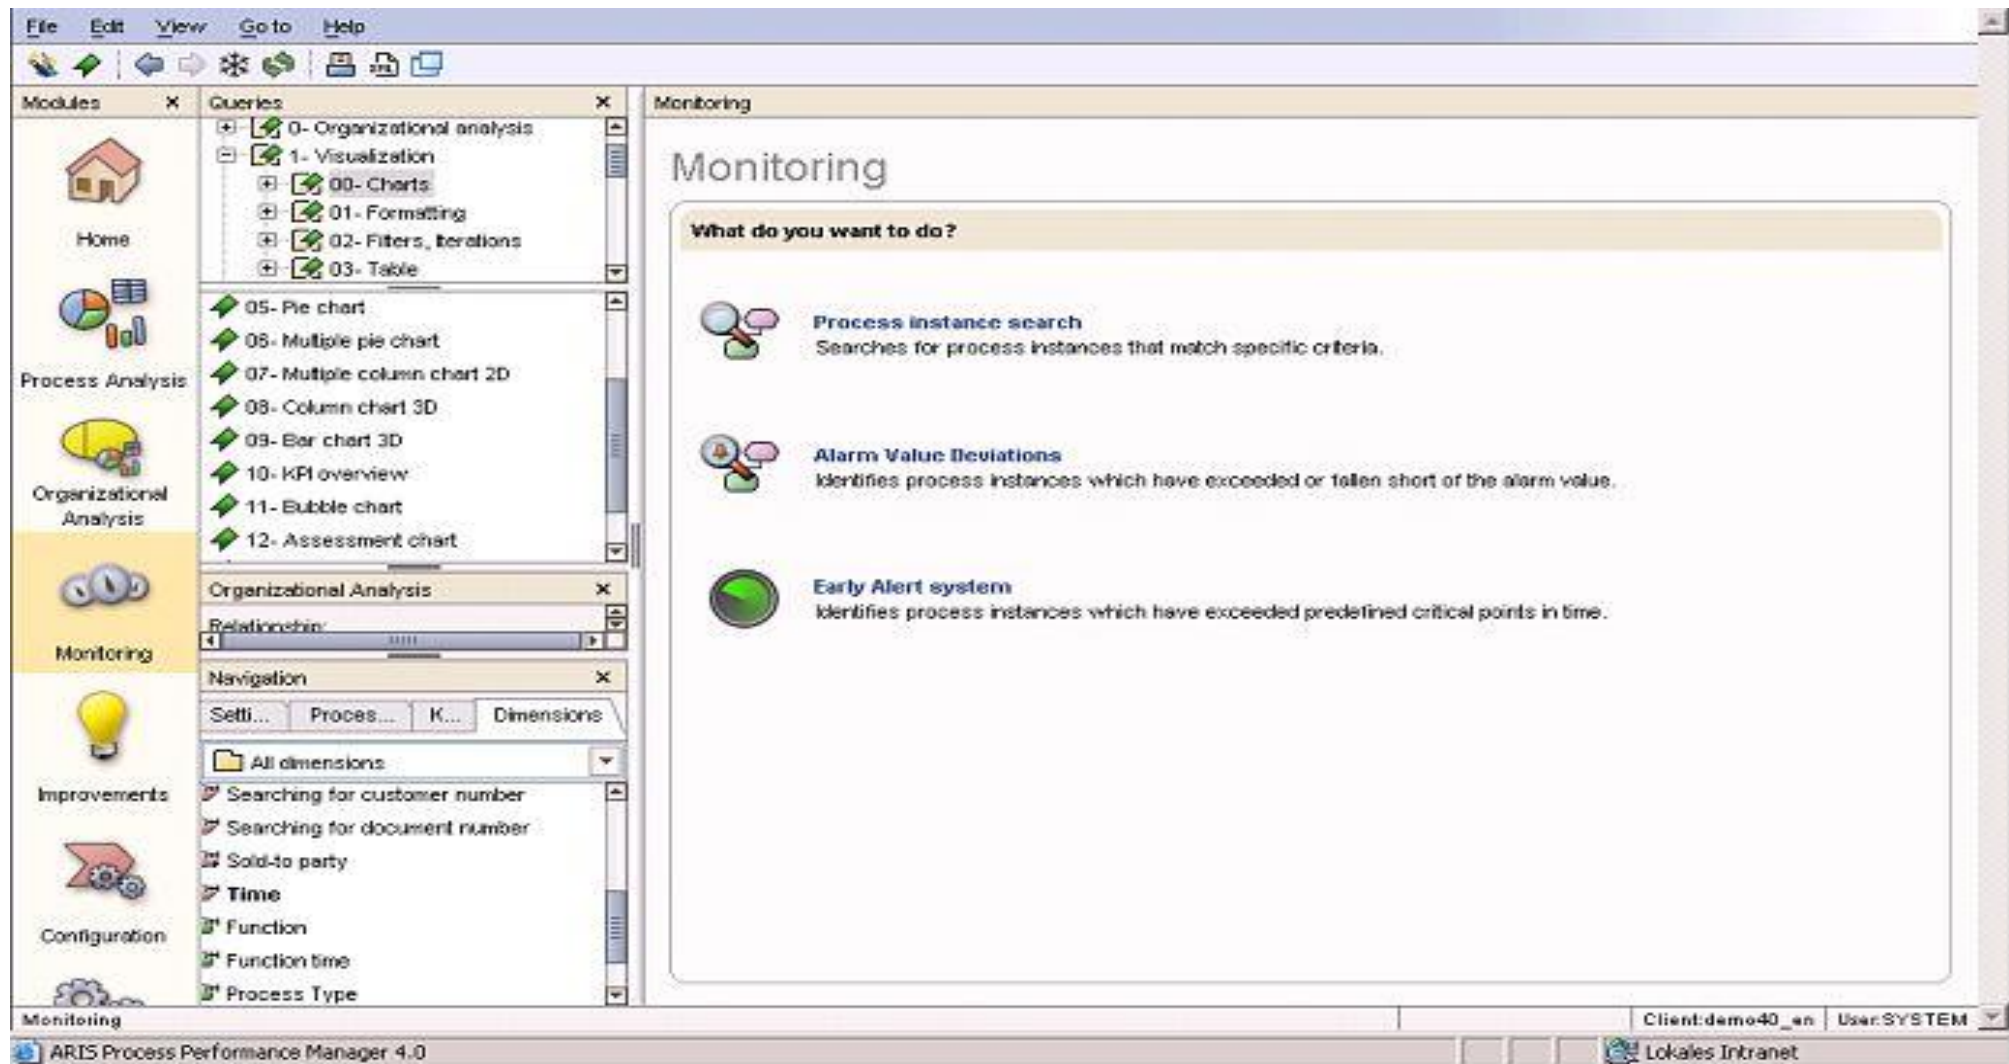 File Edit View Go to Help
Modules
Home
Process Analysis
Organizational
Analysis
Monitoring
Improvements
Configuration
Queries
0- Organizational analysis
1- Visualization
00- Charts
01- Formatting
02- Filters, Iterations
03- Table
05- Pie chart
06- Multiple pie chart
07- Multiple column chart 2D
08- Column chart 3D
09- Bar chart 3D
10- KPI overview
11- Bubble chart
12- Assessment chart
Organizational Analysis
Relationship:
Navigation
Setti... Proces... K... Dimensions
All dimensions
Searching for customer number
Searching for document number
Sold-to party
Time
Function
Function time
Process Type
Monitoring
Monitoring
What do you want to do?
Process instance search
Searches for process instances that match specific criteria.
Alarm Value Deviations
Identifies process instances which have exceeded or fallen short of the alarm value.
Early Alert system
Identifies process instances which have exceeded predefined critical points in time.
Monitoring Client:demo40_en User:SYSTEM
ARIS Process Performance Manager 4.0 Lokales Intranet